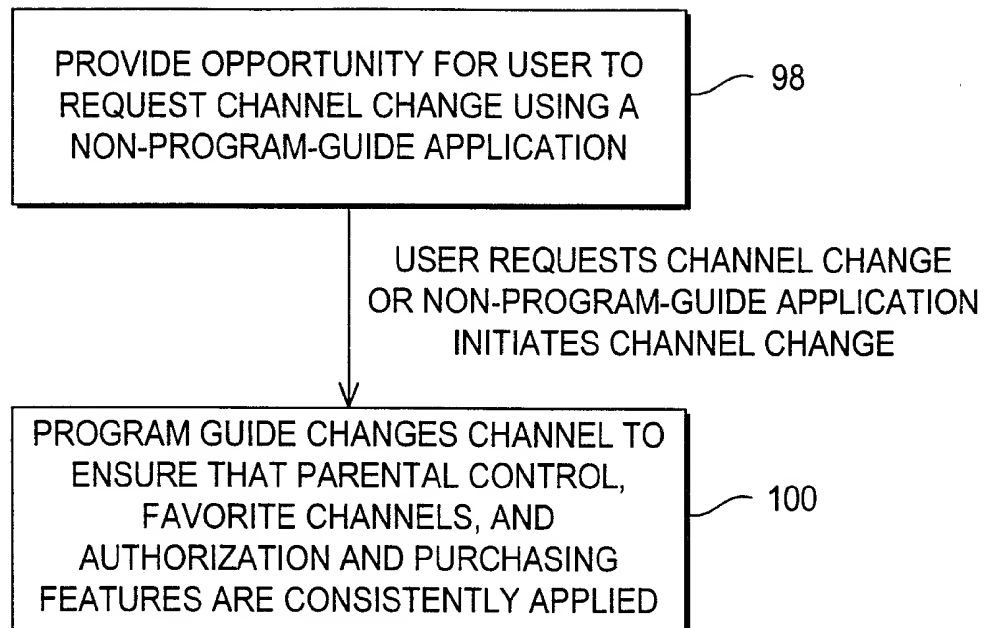 PROVIDE OPPORTUNITY FOR USER TO
REQUEST CHANNEL CHANGE USING A
NON-PROGRAM-GUIDE APPLICATION
98
USER REQUESTS CHANNEL CHANGE
OR NON-PROGRAM-GUIDE APPLICATION
INITIATES CHANNEL CHANGE
PROGRAM GUIDE CHANGES CHANNEL TO
ENSURE THAT PARENTAL CONTROL,
FAVORITE CHANNELS, AND
AUTHORIZATION AND PURCHASING
FEATURES ARE CONSISTENTLY APPLIED
100